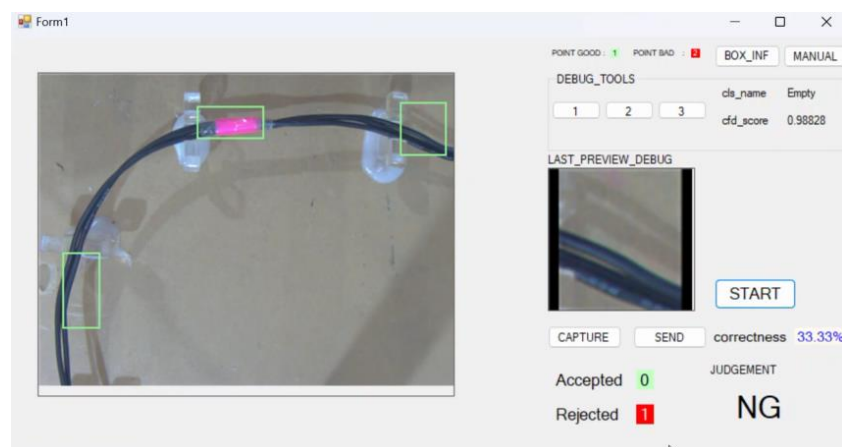 Form1
POINT GOOD : 1 POINT BAD : 2 BOX_INF MANUAL
DEBUG_TOOLS
1 2 3
cls_name Empty
cfd_score 0.98828
LAST_PREVIEW_DEBUG
START
CAPTURE SEND correctness 33.33%
Accepted 0
Rejected 1
JUDGEMENT
NG